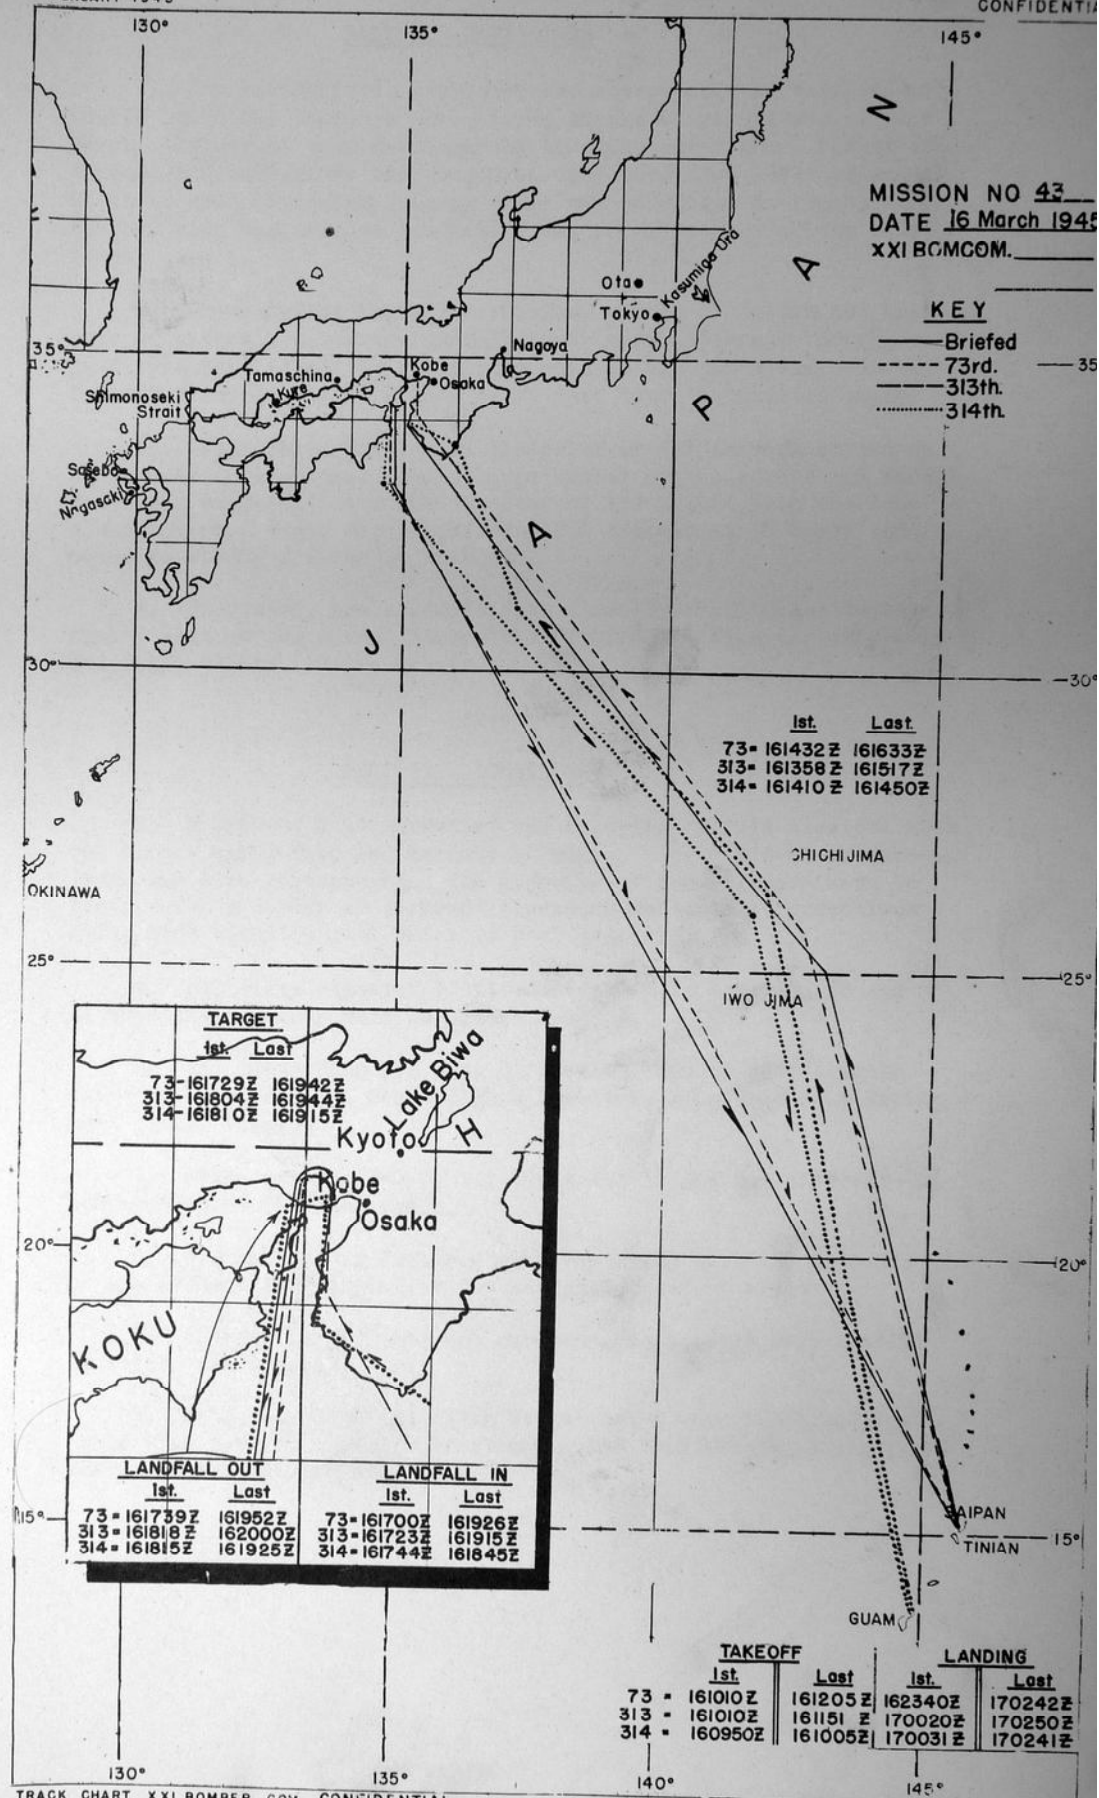 1945
CONFIDENTIA
130° 135° 145°
N
MISSION NO 43
DATE 16 March 1945
XXI BOMCOM.
A
Ota
Kasumiga Ura
Tokyo
KEY
Briefed
73rd.
313th.
314th.
35° 35
Nagoya
Kobe
Osaka
Tamaschina
Kure
Shimonoseki
Strait
P
Sasebo
Nagasaki
A
J
30° 30°
1st. Last
73= 161432Z 161633Z
313= 161358Z 161517Z
314= 161410Z 161450Z
CHICHIJIMA
OKINAWA
25° 25°
IWO JIMA
TARGET
1st. Last
73-161729Z 161942Z
313-161804Z 161944Z
314-161810Z 161915Z
Lake Biwa
Kyoto
H
Kobe
Osaka
20° 20°
KOKU
LANDFALL OUT
1st. Last
73=161739Z 161952Z
313=161818Z 162000Z
314=161815Z 161925Z
LANDFALL IN
1st. Last
73=161700Z 161926Z
313=161723Z 161915Z
314=161744Z 161845Z
15° 15°
SAIPAN
TINIAN
GUAM
TAKEOFF LANDING
1st. Last 1st. Last
73 = 161010Z 161205Z 162340Z 170242Z
313 = 161010Z 161151Z 170020Z 170250Z
314 = 160950Z 161005Z 170031Z 170241Z
130° 135° 140° 145°
TRACK CHART XXI BOMBER COM. CONFIDENTIAL